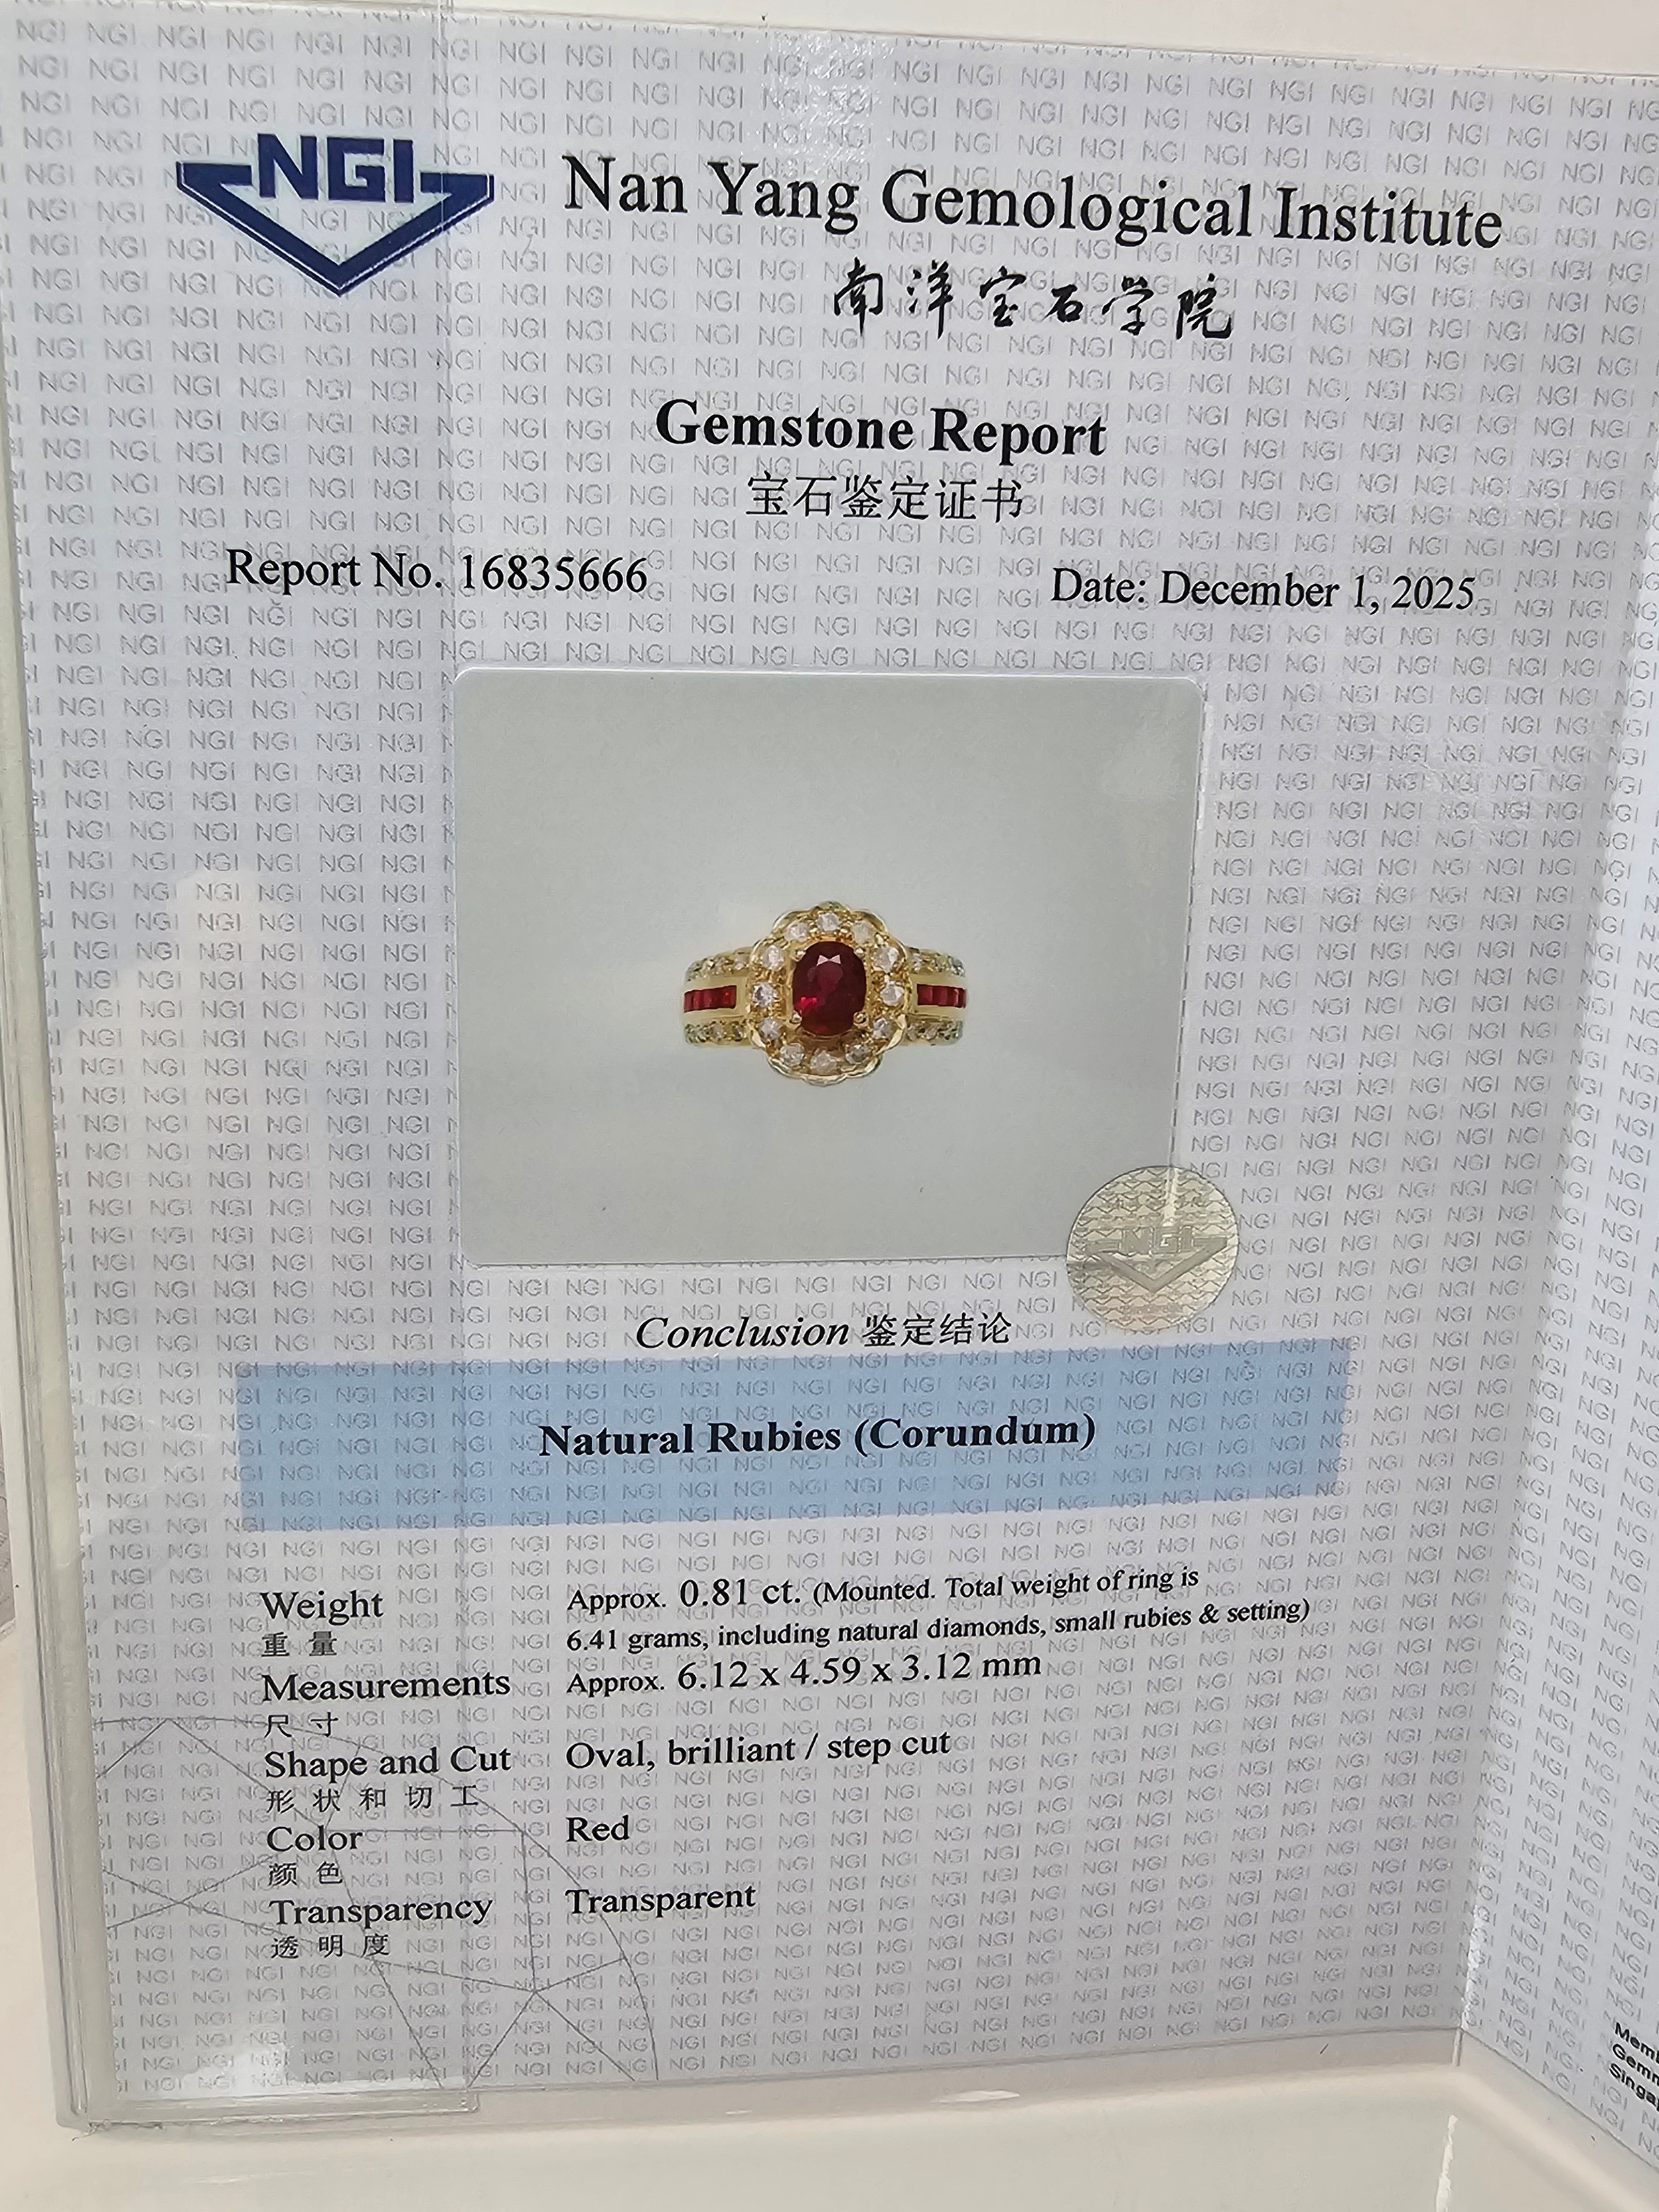 NGI
Nan Yang Gemological Institute
南洋宝石学院
Gemstone Report
宝石鉴定证书
Report No. 16835666
Date: December 1, 2025
NGI
Conclusion 鉴定结论
Natural Rubies (Corundum)
Weight Approx. 0.81 ct. (Mounted. Total weight of ring is
重量 6.41 grams, including natural diamonds, small rubies & setting)
Measurements Approx. 6.12 x 4.59 x 3.12 mm
尺寸
Shape and Cut Oval, brilliant / step cut
形状和切工
Color Red
颜色
Transparency Transparent
透明度